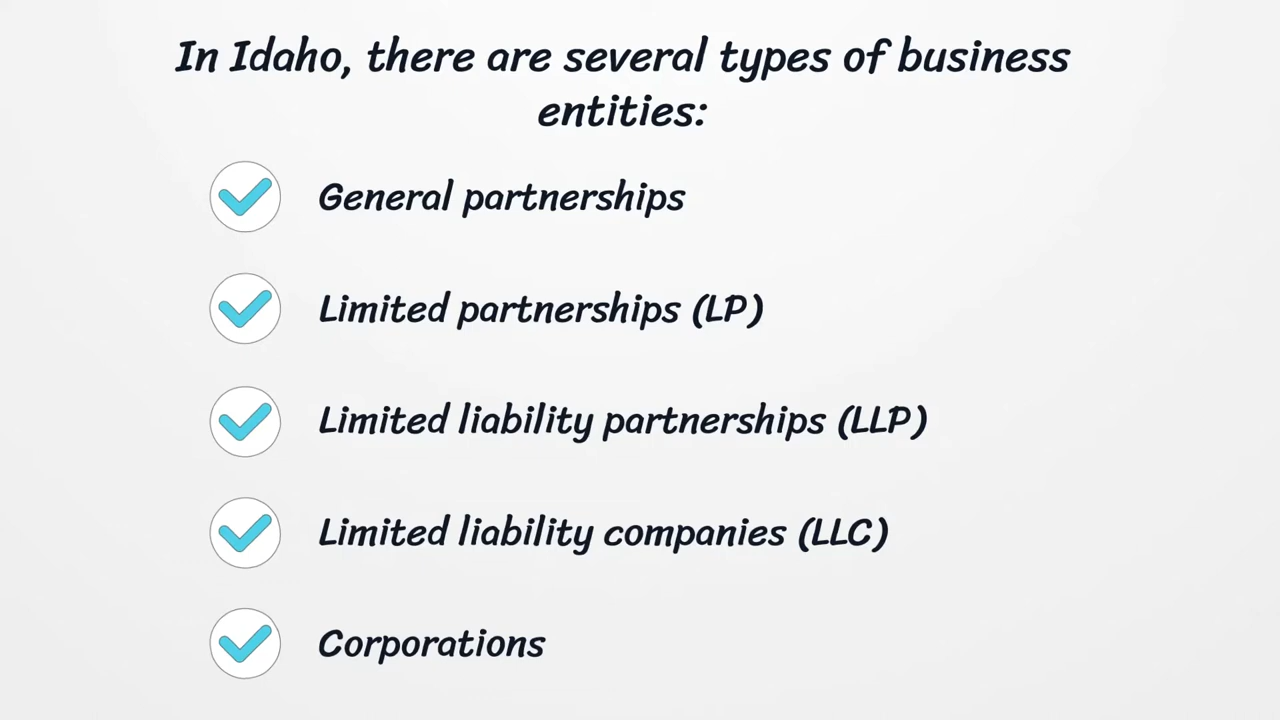 In Idaho, there are several types of business
entities:
General partnerships
Limited partnerships (LP)
Limited liability partnerships (LLP)
Limited liability companies (LLC)
Corporations